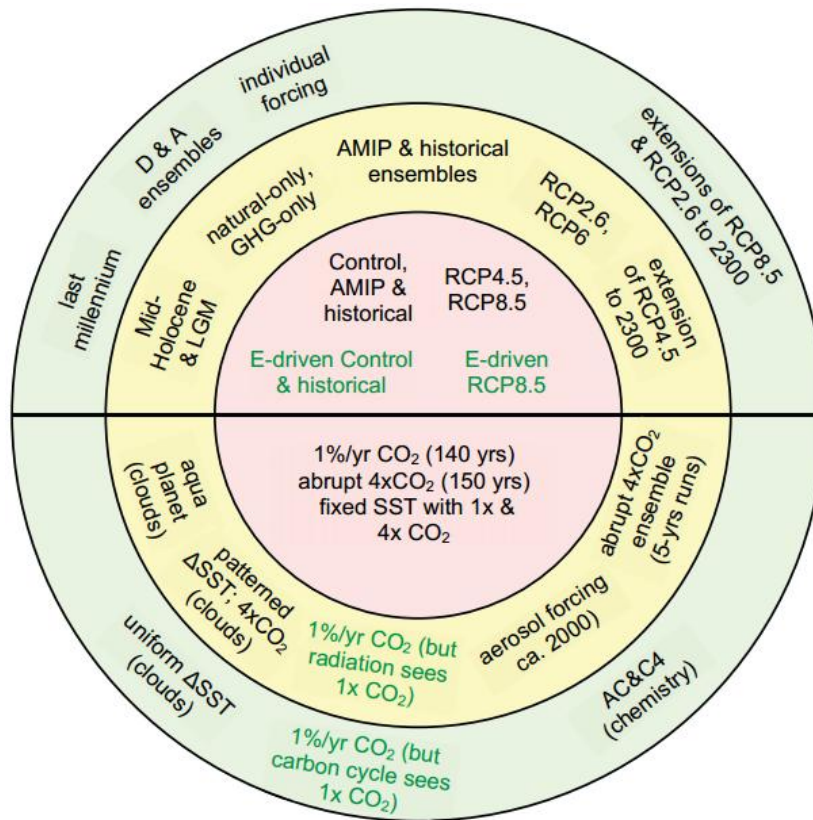 individual
forcing
D & A
ensembles
last
millennium
extensions of RCP8.5
& RCP2.6 to 2300
AMIP & historical
ensembles
natural-only,
GHG-only
Mid-
Holocene
& LGM
RCP2.6,
RCP6
extension
of RCP4.5
to 2300
Control,
AMIP &
historical
RCP4.5,
RCP8.5
E-driven Control
& historical
E-driven
RCP8.5
1%/yr CO₂ (140 yrs)
abrupt 4xCO₂ (150 yrs)
fixed SST with 1x &
4x CO₂
aqua
planet
(clouds)
patterned
ΔSST; 4xCO₂
(clouds)
1%/yr CO₂ (but
radiation sees
1x CO₂)
aerosol forcing
ca. 2000)
abrupt 4xCO₂
ensemble
(5-yrs runs)
uniform ΔSST
(clouds)
1%/yr CO₂ (but
carbon cycle sees
1x CO₂)
AC&C4
(chemistry)